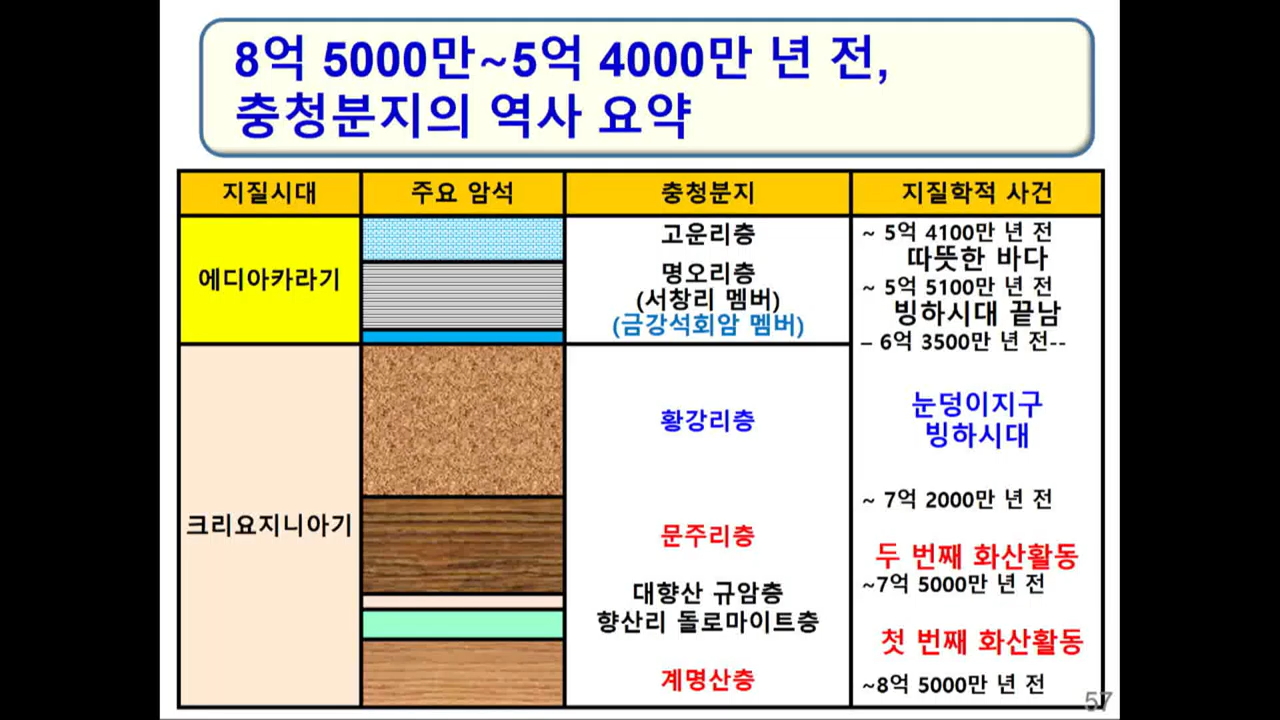 8억 5000만~5억 4000만 년 전,
충청분지의 역사 요약
지질시대
주요 암석
충청분지
지질학적 사건
에디아카라기
고운리층
명오리층
(서창리 멤버)
(금강석회암 멤버)
~ 5억 4100만 년 전
따뜻한 바다
~ 5억 5100만 년 전
빙하시대 끝남
– 6억 3500만 년 전--
크리요지니아기
황강리층
문주리층
대향산 규암층
향산리 돌로마이트층
계명산층
눈덩이지구
빙하시대
~ 7억 2000만 년 전
두 번째 화산활동
~7억 5000만 년 전
첫 번째 화산활동
~8억 5000만 년 전
57